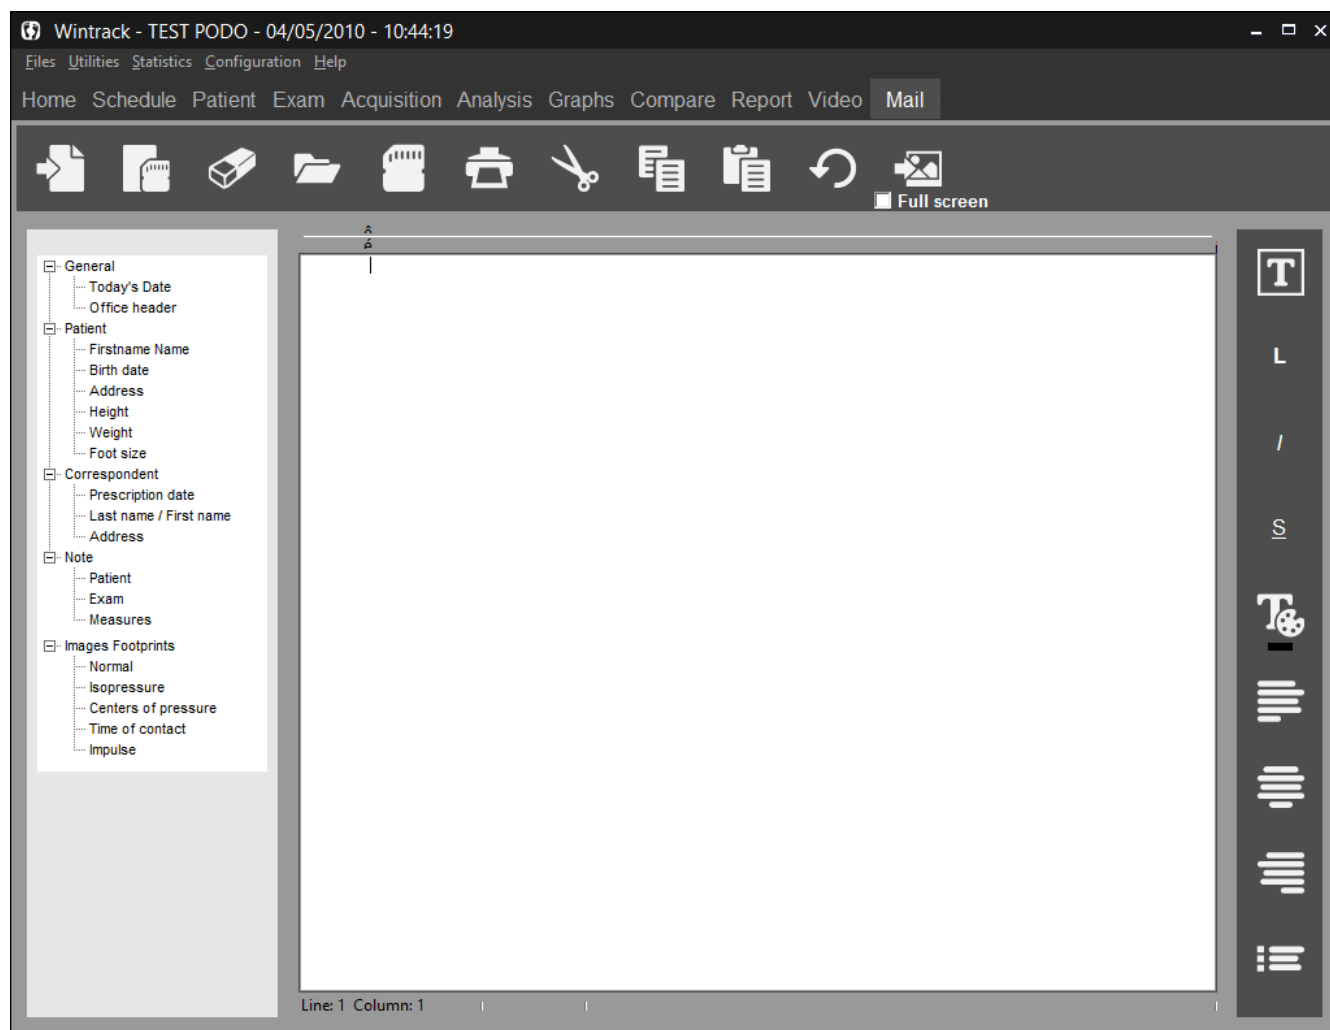 Wintrack - TEST PODO - 04/05/2010 - 10:44:19
Files Utilities Statistics Configuration Help
Home Schedule Patient Exam Acquisition Analysis Graphs Compare Report Video Mail
Full screen
General
Today's Date
Office header
Patient
Firstname Name
Birth date
Address
Height
Weight
Foot size
Correspondent
Prescription date
Last name / First name
Address
Note
Patient
Exam
Measures
Images Footprints
Normal
Isopressure
Centers of pressure
Time of contact
Impulse
T
L
I
S
T
Line: 1 Column: 1